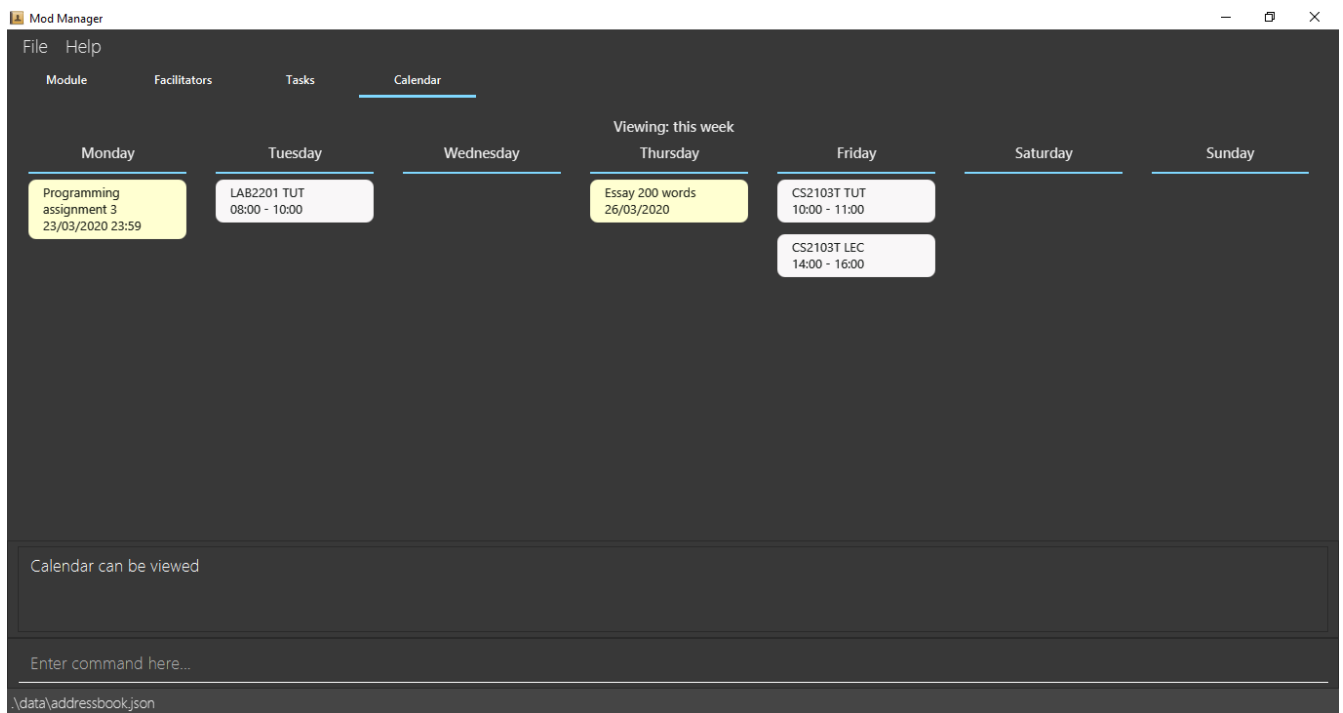 Mod Manager
File Help
Module Facilitators Tasks Calendar
Viewing: this week
Monday Tuesday Wednesday Thursday Friday Saturday Sunday
Programming
assignment 3
23/03/2020 23:59
LAB2201 TUT
08:00 - 10:00
Essay 200 words
26/03/2020
CS2103T TUT
10:00 - 11:00
CS2103T LEC
14:00 - 16:00
Calendar can be viewed
Enter command here...
.\data\addressbook.json